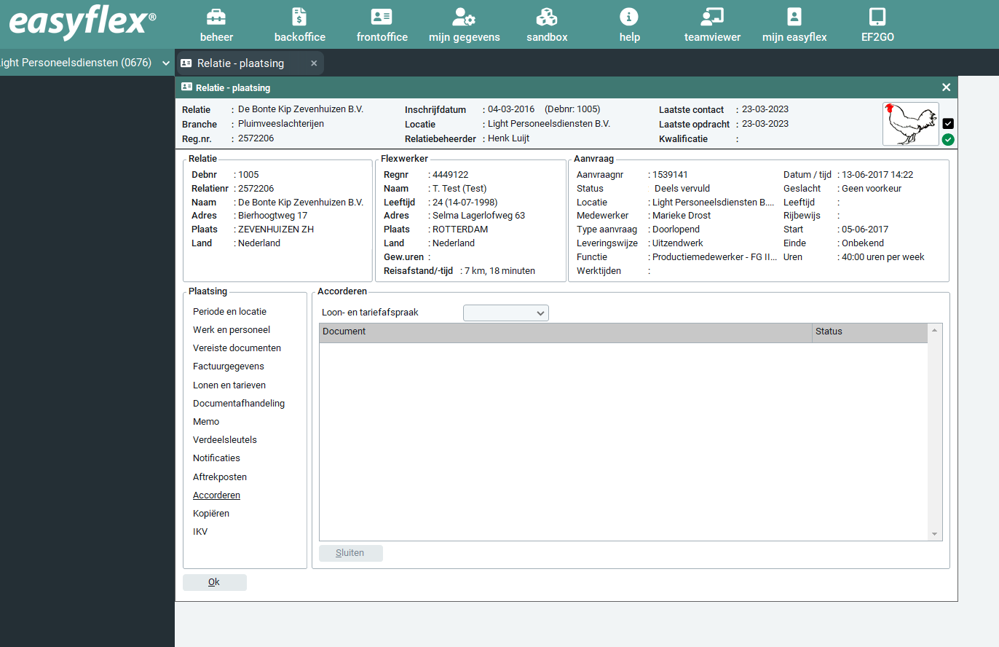 easyflex®
beheer
backoffice
frontoffice
mijn gegevens
sandbox
help
teamviewer
mijn easyflex
EF2GO
ight Personeelsdiensten (0676)
Relatie - plaatsing
Relatie - plaatsing
Relatie : De Bonte Kip Zevenhuizen B.V.
Branche : Pluimveeslachterijen
Reg.nr. : 2572206
Inschrijfdatum : 04-03-2016 (Debnr: 1005)
Locatie : Light Personeelsdiensten B.V.
Relatiebeheerder : Henk Luijt
Laatste contact : 23-03-2023
Laatste opdracht : 23-03-2023
Kwalificatie :
Relatie
Debnr : 1005
Relatienr : 2572206
Naam : De Bonte Kip Zevenhuizen B.V.
Adres : Bierhoogtweg 17
Plaats : ZEVENHUIZEN ZH
Land : Nederland
Flexwerker
Regnr : 4449122
Naam : T. Test (Test)
Leeftijd : 24 (14-07-1998)
Adres : Selma Lagerlofweg 63
Plaats : ROTTERDAM
Land : Nederland
Gew.uren :
Reisafstand/-tijd : 7 km, 18 minuten
Aanvraag
Aanvraagnr : 1539141
Status : Deels vervuld
Locatie : Light Personeelsdiensten B....
Medewerker : Marieke Drost
Type aanvraag : Doorlopend
Leveringswijze : Uitzendwerk
Functie : Productiemedewerker - FG II...
Werktijden :
Datum / tijd : 13-06-2017 14:22
Geslacht : Geen voorkeur
Leeftijd :
Rijbewijs :
Start : 05-06-2017
Einde : Onbekend
Uren : 40:00 uren per week
Plaatsing
Periode en locatie
Werk en personeel
Vereiste documenten
Factuurgegevens
Lonen en tarieven
Documentafhandeling
Memo
Verdeelsleutels
Notificaties
Aftrekposten
Accorderen
Kopiëren
IKV
Accorderen
Loon- en tariefafspraak
Document
Status
Sluiten
Ok